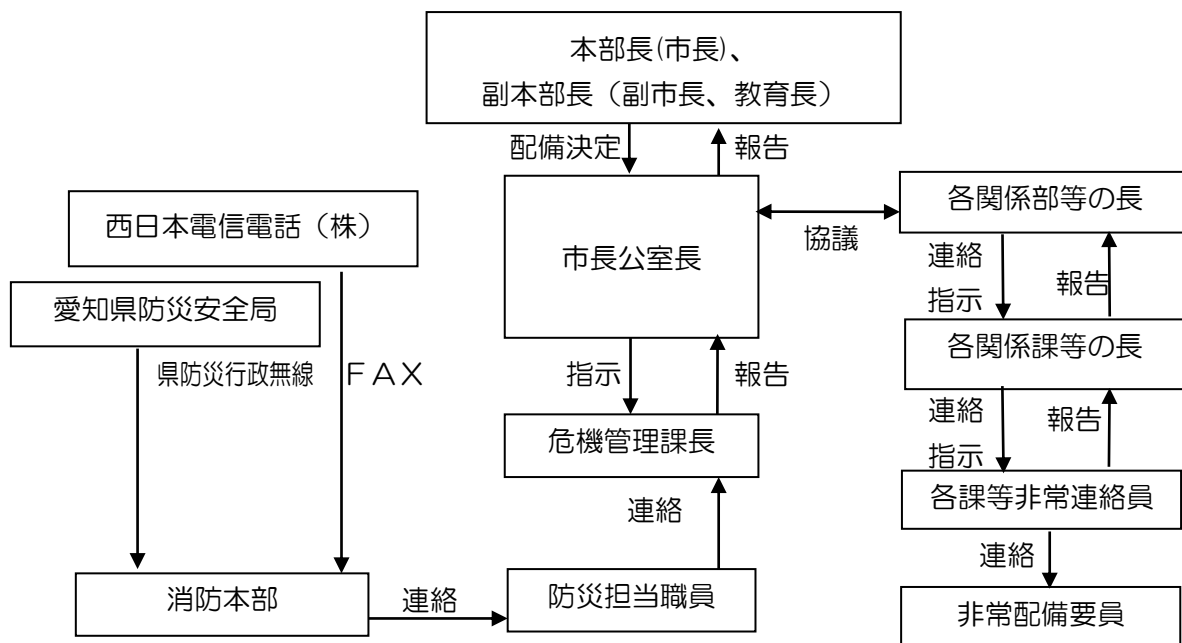 本部長(市長)、
副本部長（副市長、教育長）
配備決定
報告
西日本電信電話（株）
愛知県防災安全局
県防災行政無線
ＦＡＸ
市長公室長
協議
各関係部等の長
連絡
指示
報告
各関係課等の長
指示
報告
連絡
指示
報告
危機管理課長
連絡
各課等非常連絡員
連絡
消防本部
連絡
防災担当職員
非常配備要員